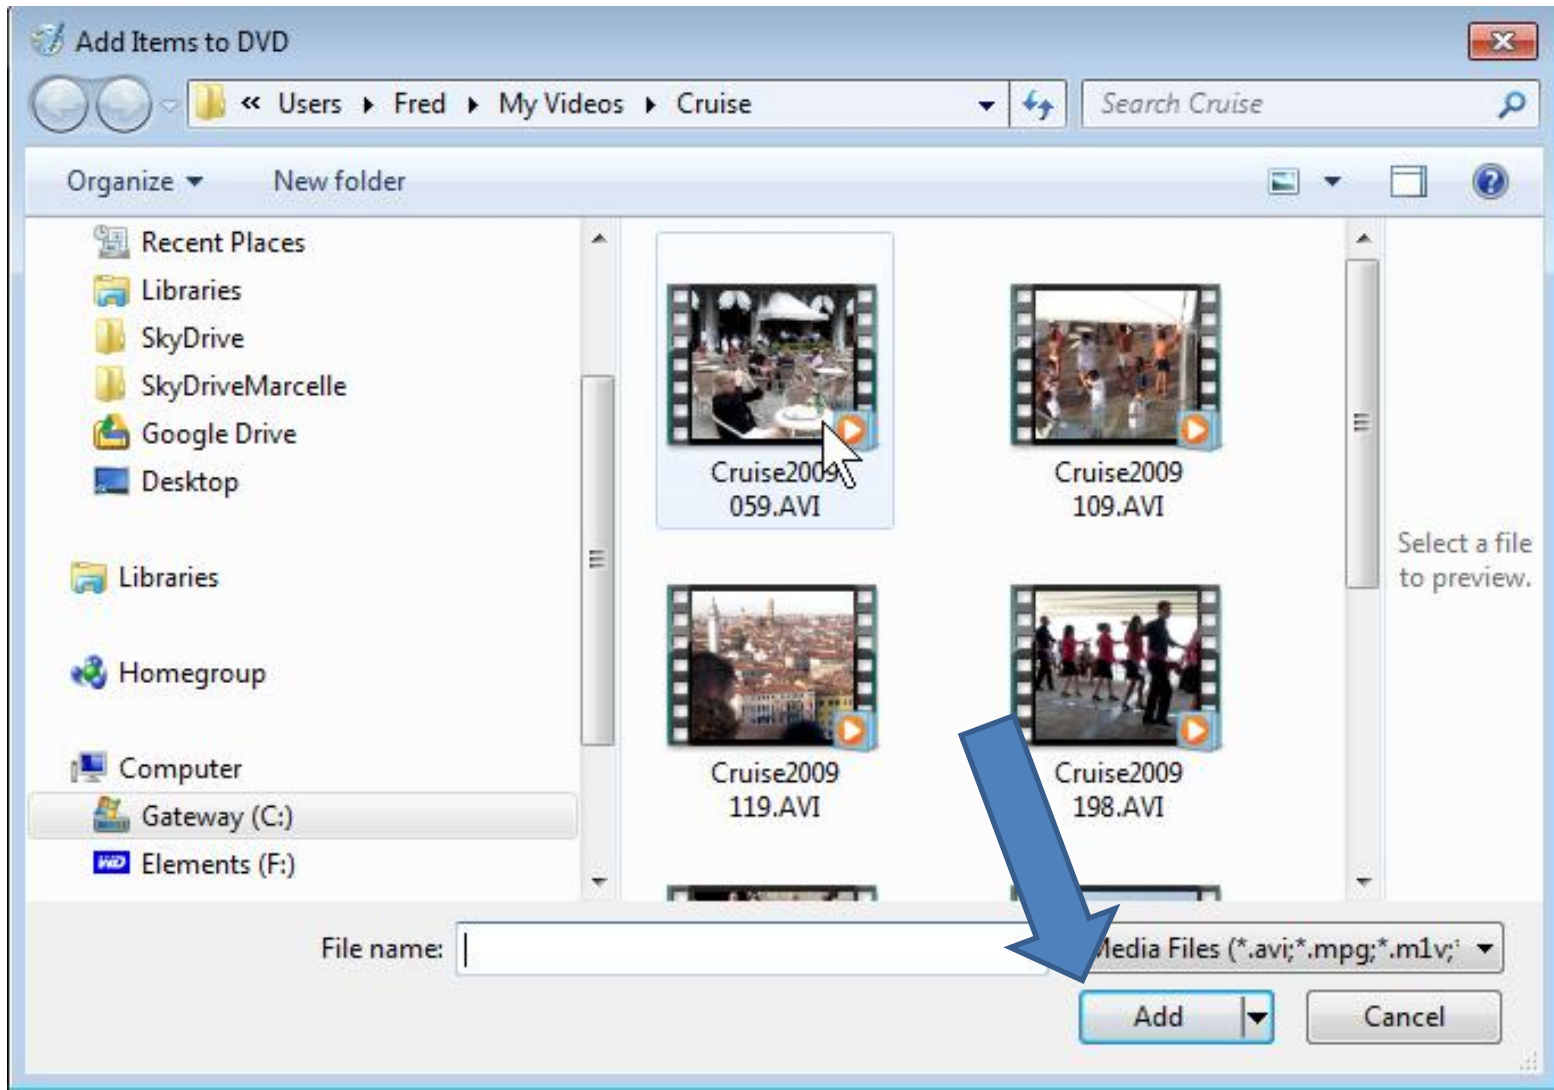 Add Items to DVD
« Users ▸ Fred ▸ My Videos ▸ Cruise
Search Cruise
Organize
New folder
Recent Places
Libraries
SkyDrive
SkyDriveMarcelle
Google Drive
Desktop
Libraries
Homegroup
Computer
Gateway (C:)
WD Elements (F:)
Cruise2009
059.AVI
Cruise2009
109.AVI
Cruise2009
119.AVI
Cruise2009
198.AVI
Select a file
to preview.
File name:
Media Files (*.avi;*.mpg;*.m1v;
Add
Cancel